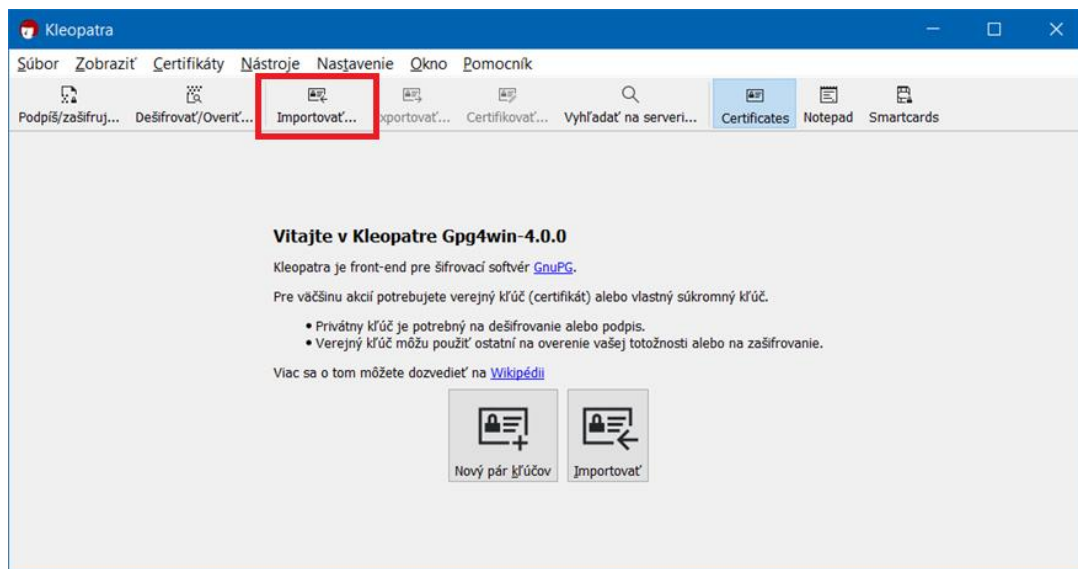 Kleopatra
Súbor Zobraziť Certifikáty Nástroje Nastavenie Okno Pomocník
Podpíš/zašifruj... Dešifrovať/Overiť... Importovať... xportovať... Certifikovať... Vyhľadať na serveri... Certificates Notepad Smartcards
Vitajte v Kleopatre Gpg4win-4.0.0
Kleopatra je front-end pre šifrovací softvér GnuPG.
Pre väčšinu akcií potrebujete verejný kľúč (certifikát) alebo vlastný súkromný kľúč.
• Privátny kľúč je potrebný na dešifrovanie alebo podpis.
• Verejný kľúč môžu použiť ostatní na overenie vašej totožnosti alebo na zašifrovanie.
Viac sa o tom môžete dozvedieť na Wikipédii
Nový pár kľúčov Importovať